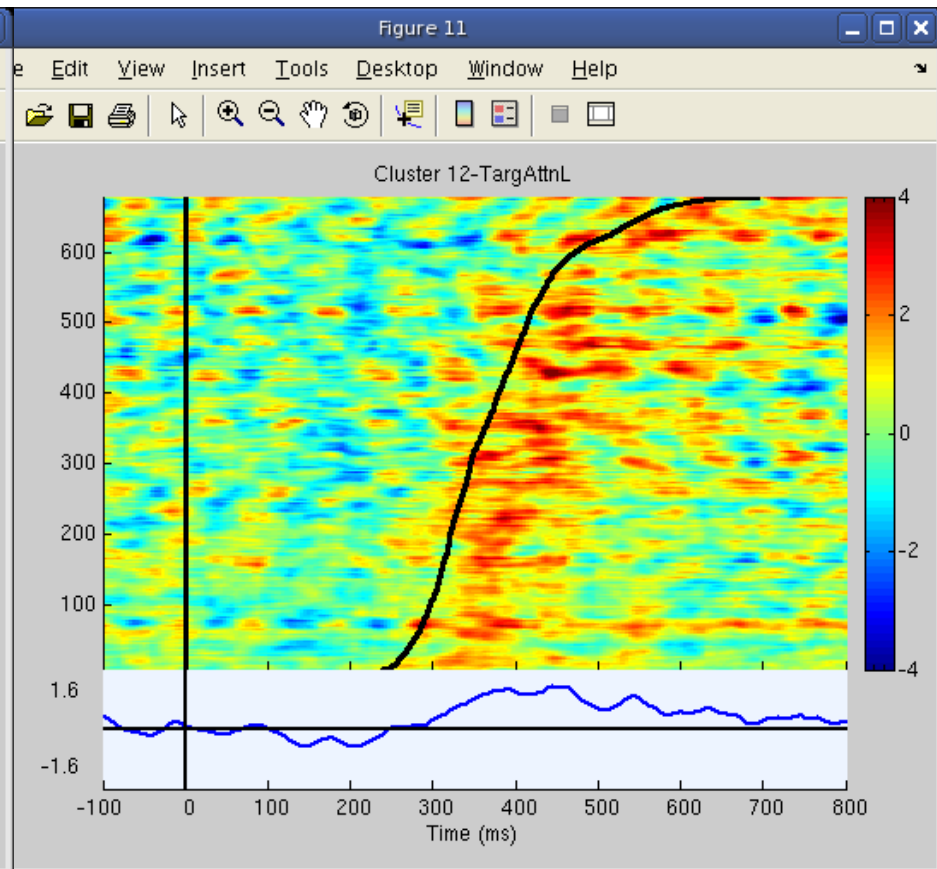 Figure 11
e Edit View Insert Tools Desktop Window Help
Cluster 12-TargAttnL
4
600
500
2
400
0
300
200
-2
100
-4
1.6
-1.6
-100 0 100 200 300 400 500 600 700 800
Time (ms)